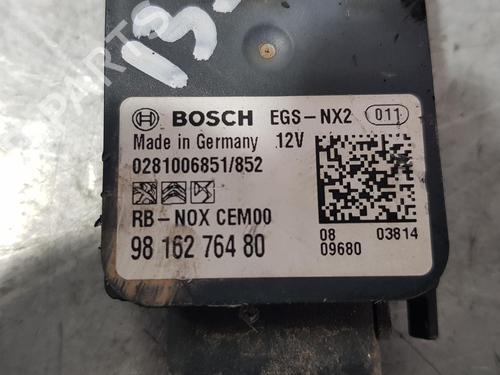 BOSCH EGS-NX2 011
Made in Germany 12V
0281006851/852
RB-NOX CEM00
98 162 764 80
08 03814
09680